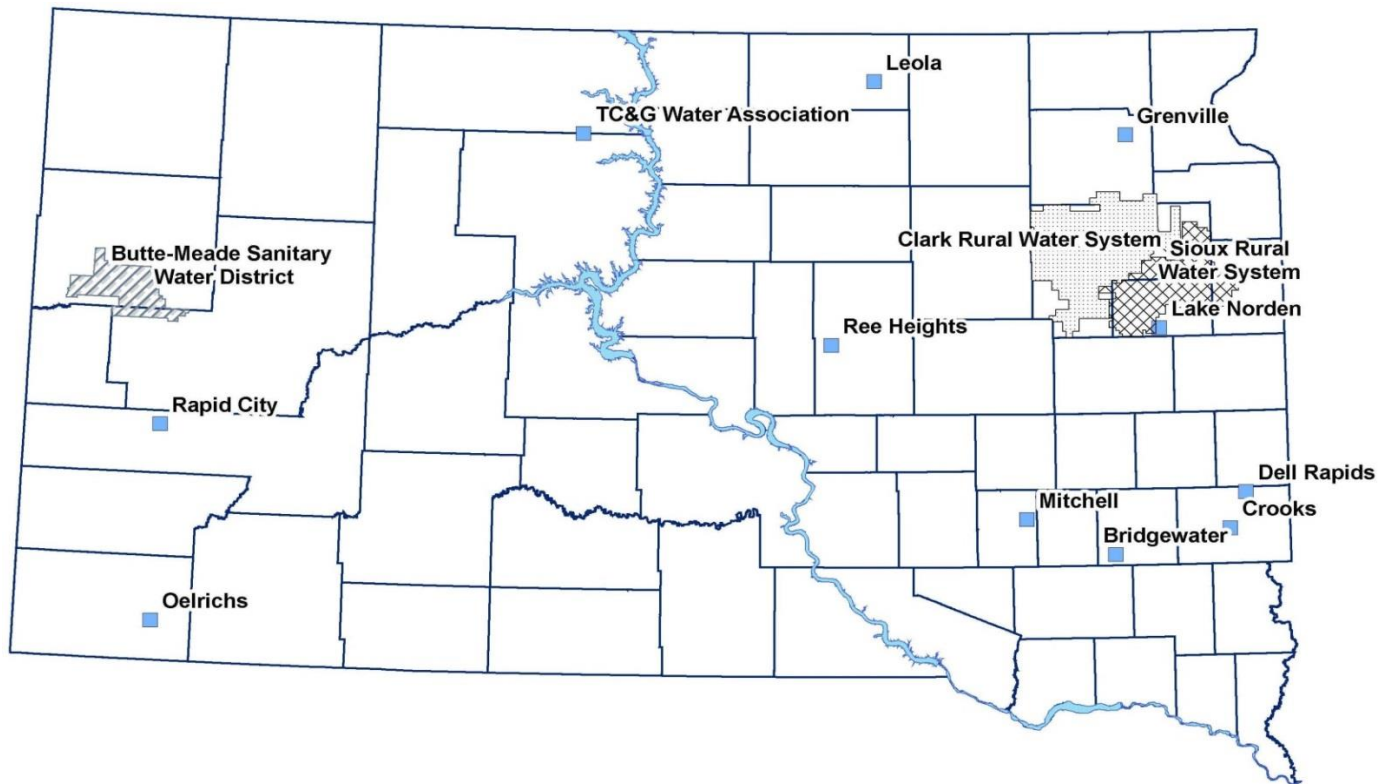 Leola
TC&G Water Association
Grenville
Clark Rural Water System
Sioux Rural
Water System
Butte-Meade Sanitary
Water District
Lake Norden
Ree Heights
Rapid City
Dell Rapids
Mitchell
Crooks
Bridgewater
Oelrichs